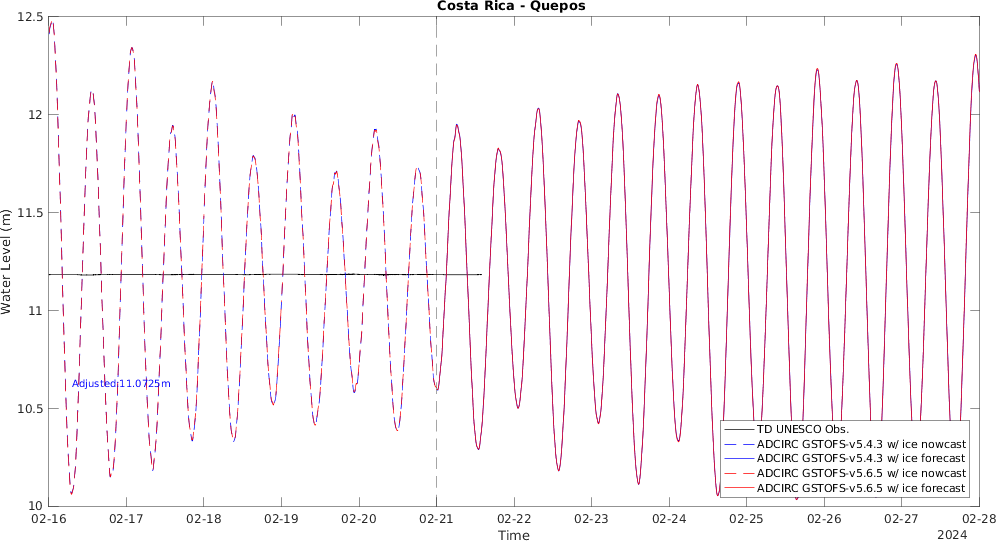 Costa Rica - Quepos
12.5
12
11.5
11
10.5
10
Water Level (m)
Adjusted:11.0725m
TD UNESCO Obs.
ADCIRC GSTOFS-v5.4.3 w/ ice nowcast
ADCIRC GSTOFS-v5.4.3 w/ ice forecast
ADCIRC GSTOFS-v5.6.5 w/ ice nowcast
ADCIRC GSTOFS-v5.6.5 w/ ice forecast
02-16 02-17 02-18 02-19 02-20 02-21 02-22 02-23 02-24 02-25 02-26 02-27 02-28
Time
2024